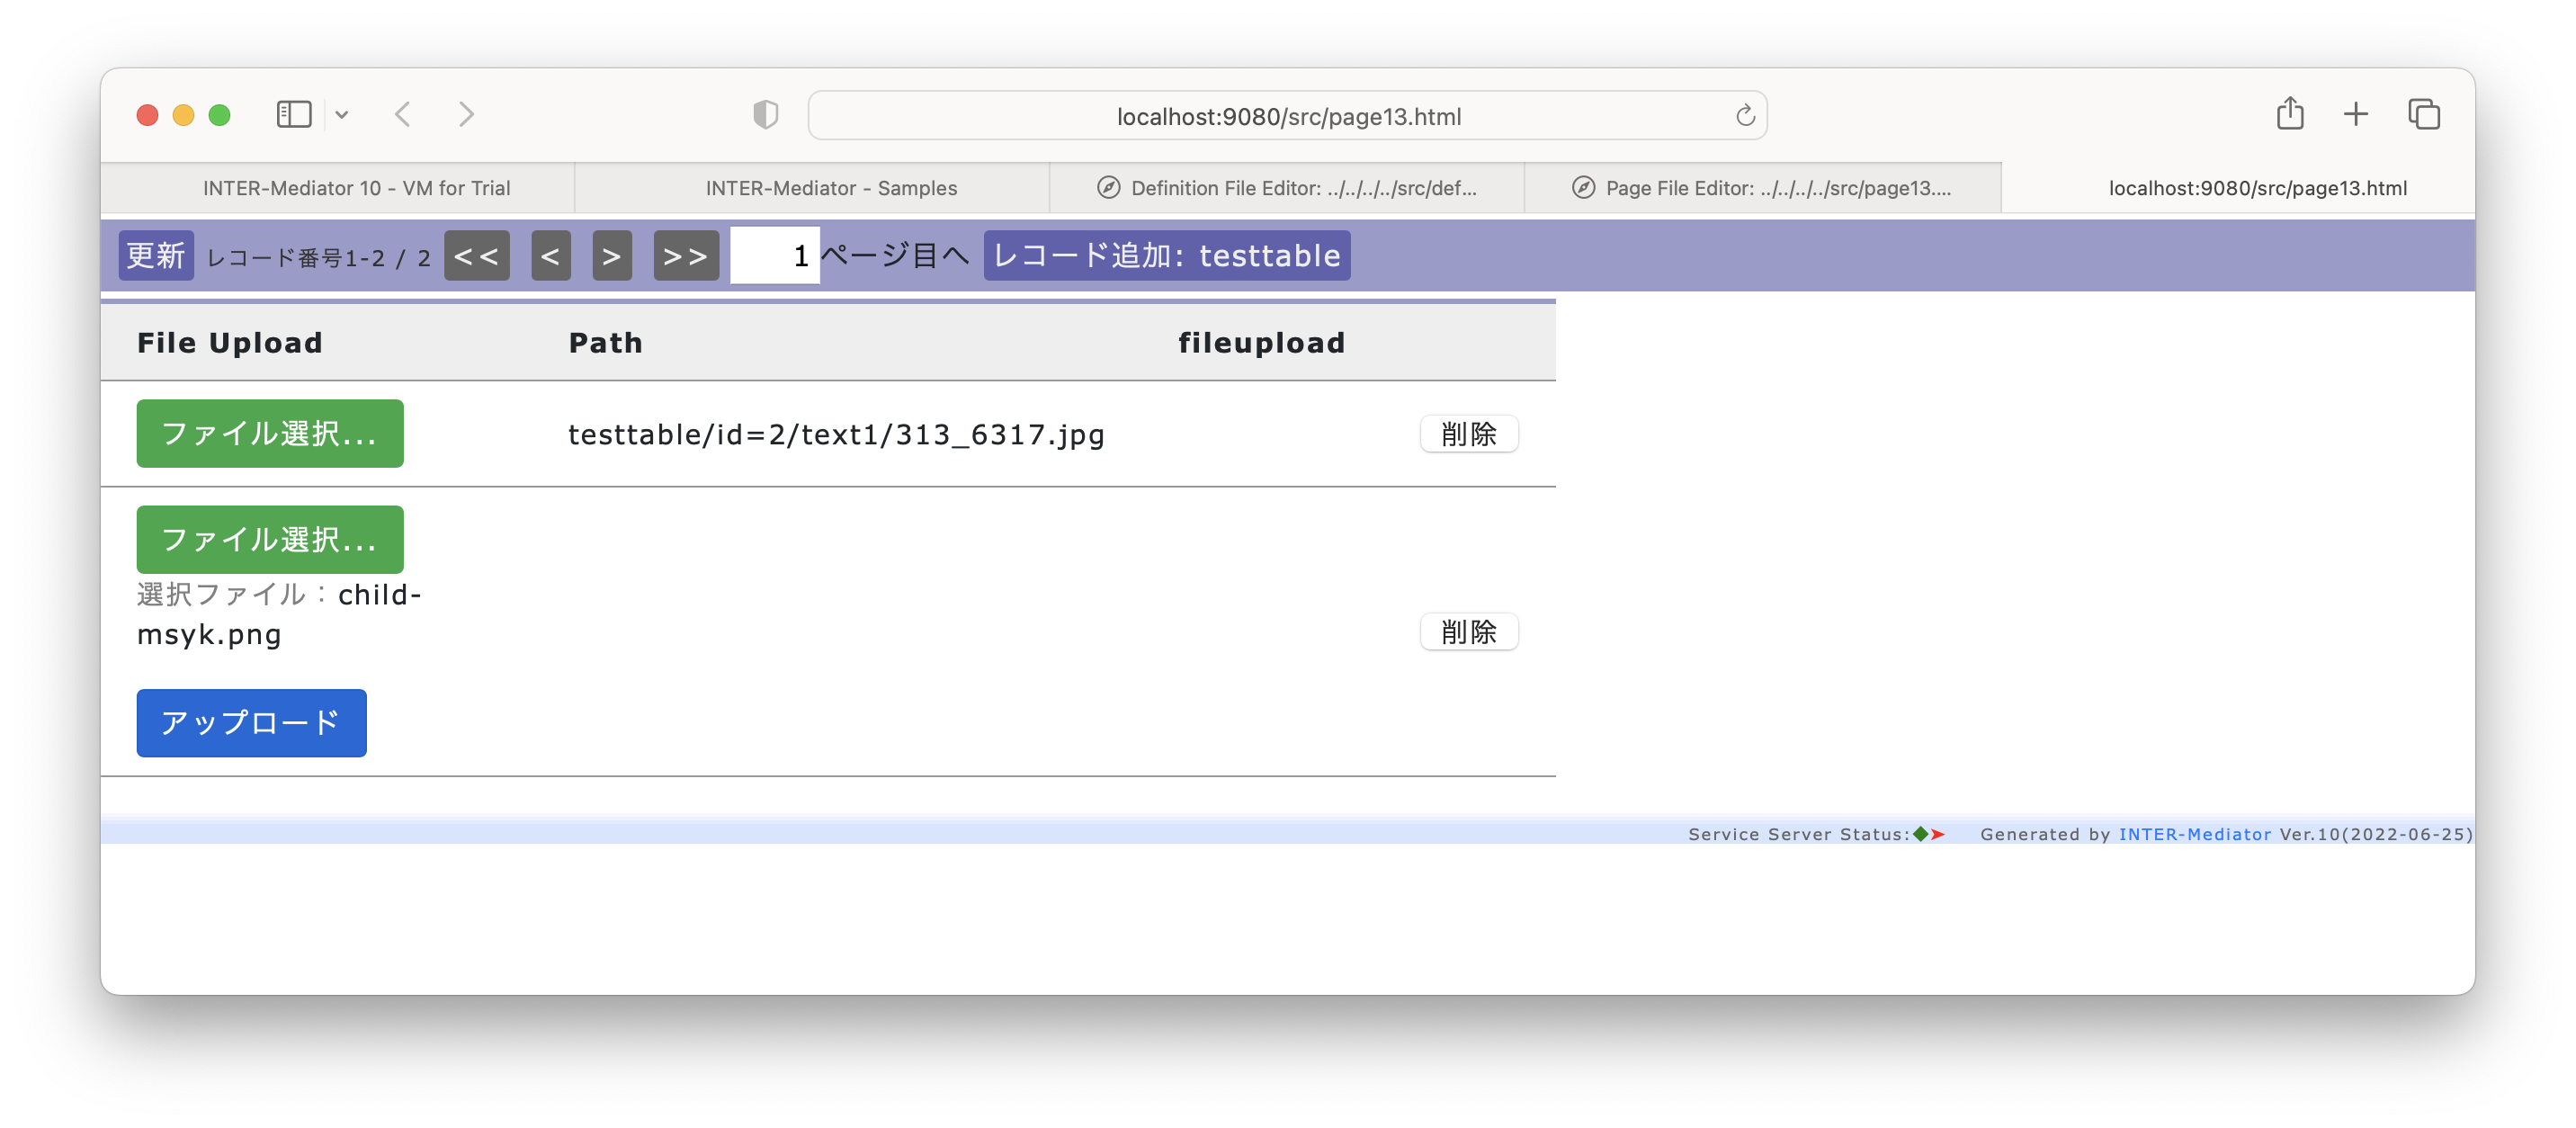 localhost:9080/src/page13.html
INTER-Mediator 10 - VM for Trial
INTER-Mediator - Samples
Definition File Editor: ../../../../src/def...
Page File Editor: ../../../../src/page13....
localhost:9080/src/page13.html
更新 レコード番号1-2 / 2 << < > >> 1 ページ目へ レコード追加: testtable
File Upload Path fileupload
ファイル選択... testtable/id=2/text1/313_6317.jpg 削除
ファイル選択...
選択ファイル：child-
msyk.png
削除
アップロード
Service Server Status: Generated by INTER-Mediator Ver.10(2022-06-25)